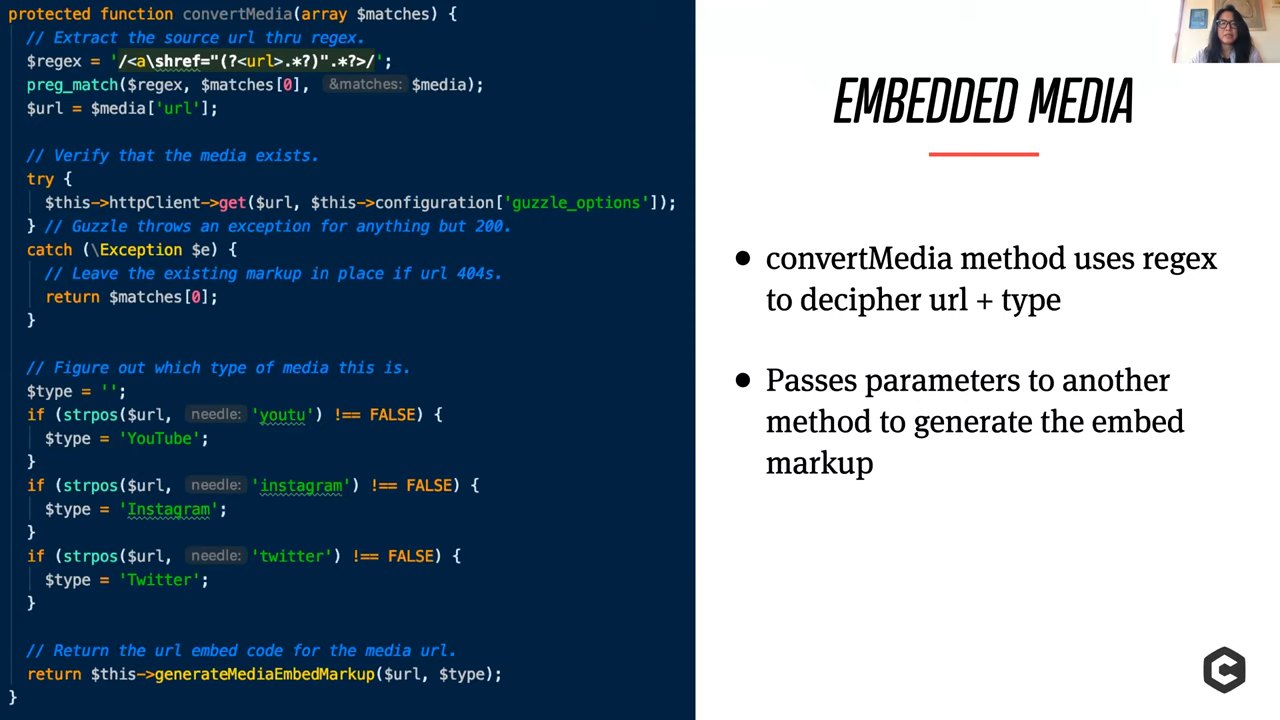 protected function convertMedia(array $matches) {
// Extract the source url thru regex.
$regex = '/<a\shref="(?<url>.*?)".*?>/';
preg_match($regex, $matches[0], &matches: $media);
$url = $media['url'];
// Verify that the media exists.
try {
$this->httpClient->get($url, $this->configuration['guzzle_options']);
} // Guzzle throws an exception for anything but 200.
catch (\Exception $e) {
// Leave the existing markup in place if url 404s.
return $matches[0];
}
// Figure out which type of media this is.
$type = '';
if (strpos($url, needle: 'youtu') !== FALSE) {
$type = 'YouTube';
}
if (strpos($url, needle: 'instagram') !== FALSE) {
$type = 'Instagram';
}
if (strpos($url, needle: 'twitter') !== FALSE) {
$type = 'Twitter';
}
// Return the url embed code for the media url.
return $this->generateMediaEmbedMarkup($url, $type);
}
EMBEDDED MEDIA
● convertMedia method uses regex
to decipher url + type
● Passes parameters to another
method to generate the embed
markup